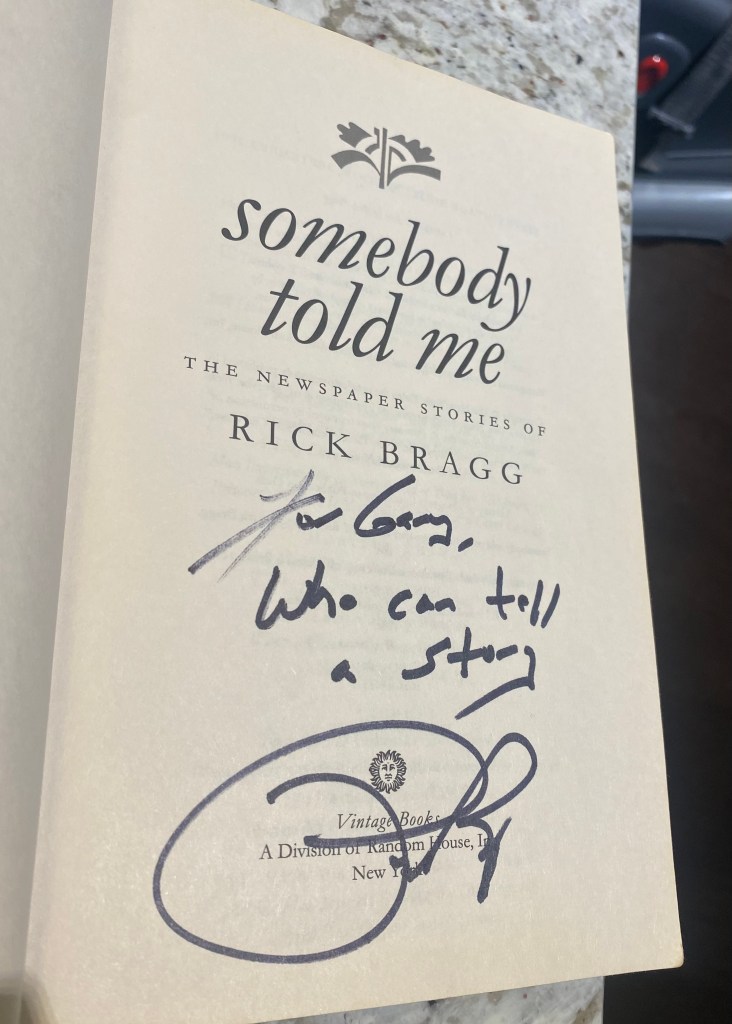 somebody
told me
THE NEWSPAPER STORIES OF
RICK BRAGG
For Gary,
Who can tell
a story
Vintage Books
A Division of Random House, In
New York